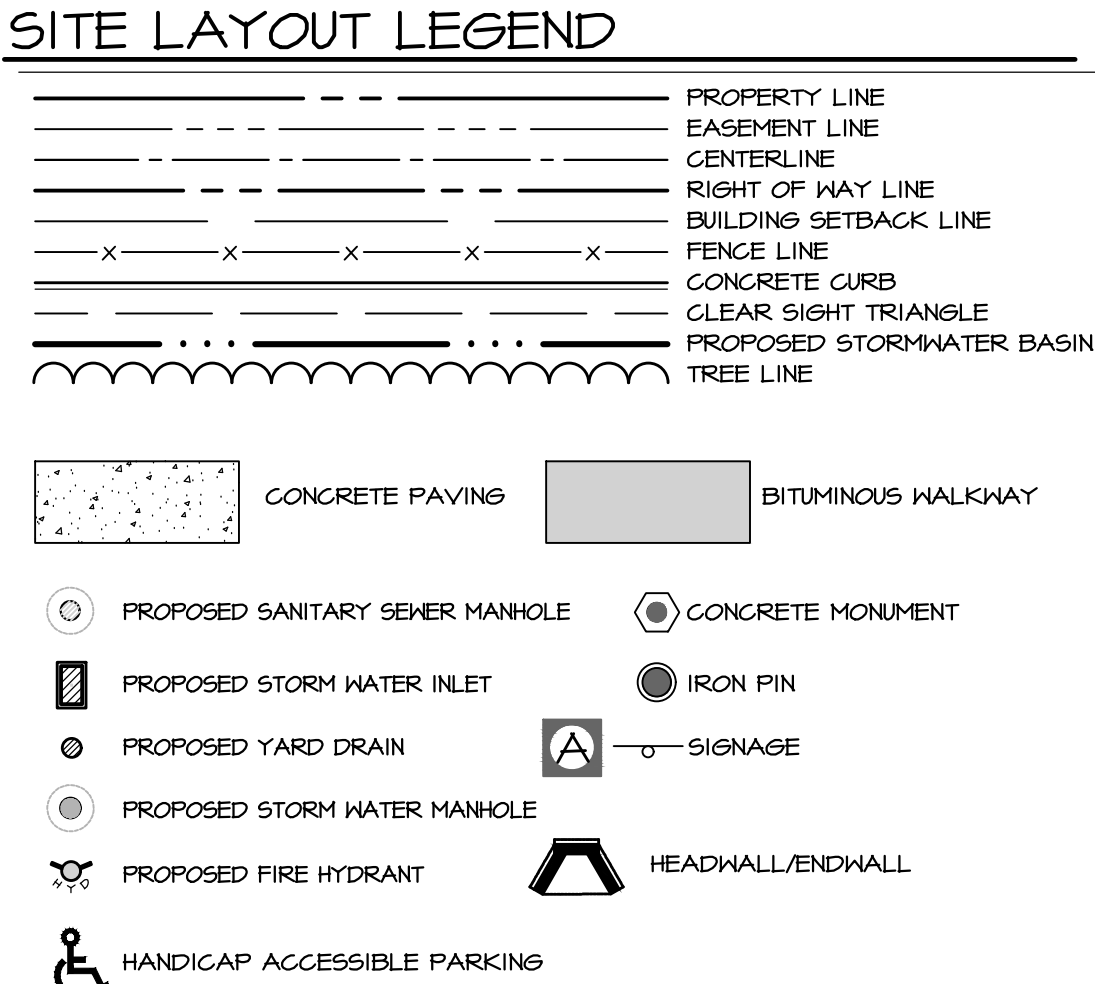 SITE LAYOUT LEGEND
PROPERTY LINE
EASEMENT LINE
CENTERLINE
RIGHT OF WAY LINE
BUILDING SETBACK LINE
FENCE LINE
CONCRETE CURB
CLEAR SIGHT TRIANGLE
PROPOSED STORMWATER BASIN
TREE LINE
CONCRETE PAVING
BITUMINOUS WALKWAY
PROPOSED SANITARY SEWER MANHOLE
CONCRETE MONUMENT
PROPOSED STORM WATER INLET
IRON PIN
PROPOSED YARD DRAIN
A
SIGNAGE
PROPOSED STORM WATER MANHOLE
HYD
PROPOSED FIRE HYDRANT
HEADWALL/ENDWALL
HANDICAP ACCESSIBLE PARKING